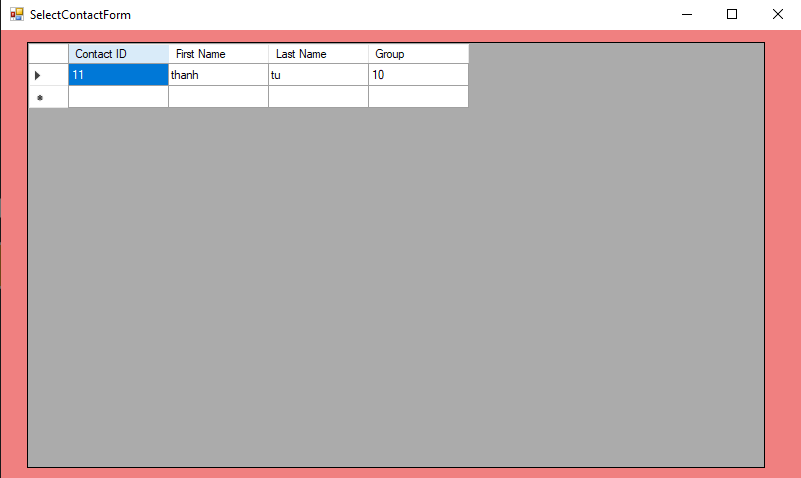 SelectContactForm
Contact ID First Name Last Name Group
11 thanh tu 10